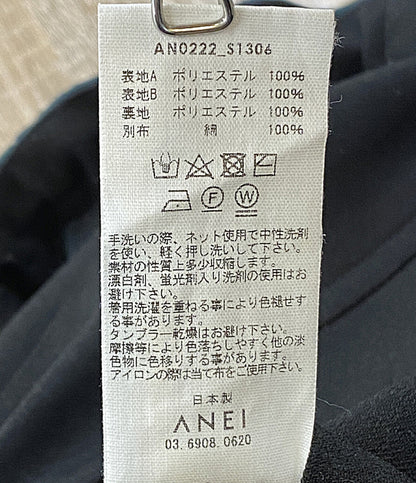 AN0222_S1306
表地A ポリエステル 100%
表地B ポリエステル 100%
裏地 ポリエステル 100%
別布 綿 100%
F W
手洗いの際、ネット使用で中性洗剤
を使い、軽く押し洗いして下さい。
素材の性質上多少収縮します。
漂白剤、蛍光剤入り洗剤の使用はお
避け下さい。
着用洗濯を重ねる事により色褪せす
る事があります。
タンブラー乾燥はお避け下さい。
摩擦等により色落ちしやすく他の淡
色物に色移りする事があります。
アイロンの際は当て布をご使用下さい。
日本製
ANEI
03.6908.0620